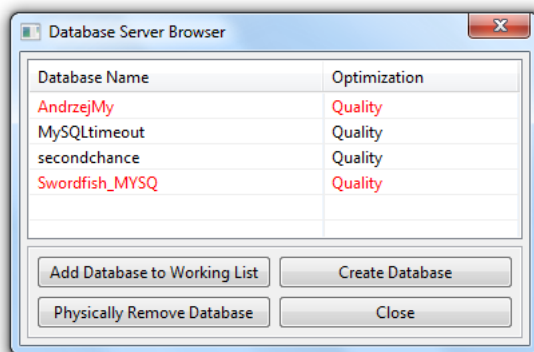 Database Server Browser
Database Name Optimization
AndrzejMy Quality
MySQLtimeout Quality
secondchance Quality
Swordfish_MYSQ Quality
Add Database to Working List Create Database
Physically Remove Database Close